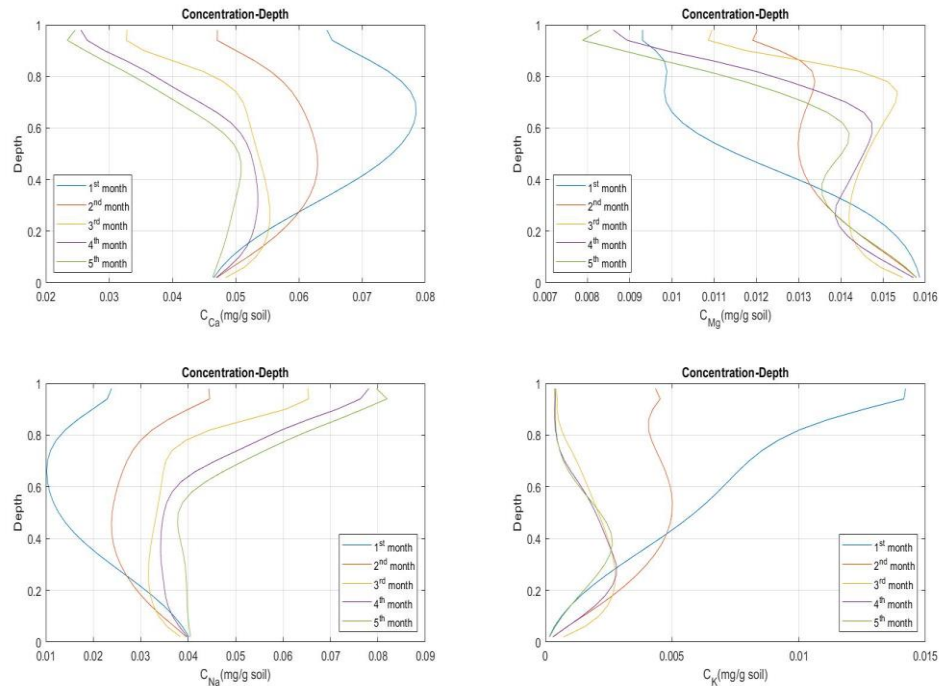 Concentration-Depth
1
0.8
0.6
0.4
0.2
0
Depth
1st month
2nd month
3rd month
4th month
5th month
0.02 0.03 0.04 0.05 0.06 0.07 0.08
CCa(mg/g soil)
Concentration-Depth
1
0.8
0.6
0.4
0.2
0
Depth
1st month
2nd month
3rd month
4th month
5th month
0.007 0.008 0.009 0.01 0.011 0.012 0.013 0.014 0.015 0.016
CMg(mg/g soil)
Concentration-Depth
1
0.8
0.6
0.4
0.2
0
Depth
1st month
2nd month
3rd month
4th month
5th month
0.01 0.02 0.03 0.04 0.05 0.06 0.07 0.08 0.09
CNa(mg/g soil)
Concentration-Depth
1
0.8
0.6
0.4
0.2
0
Depth
1st month
2nd month
3rd month
4th month
5th month
0 0.005 0.01 0.015
CK(mg/g soil)